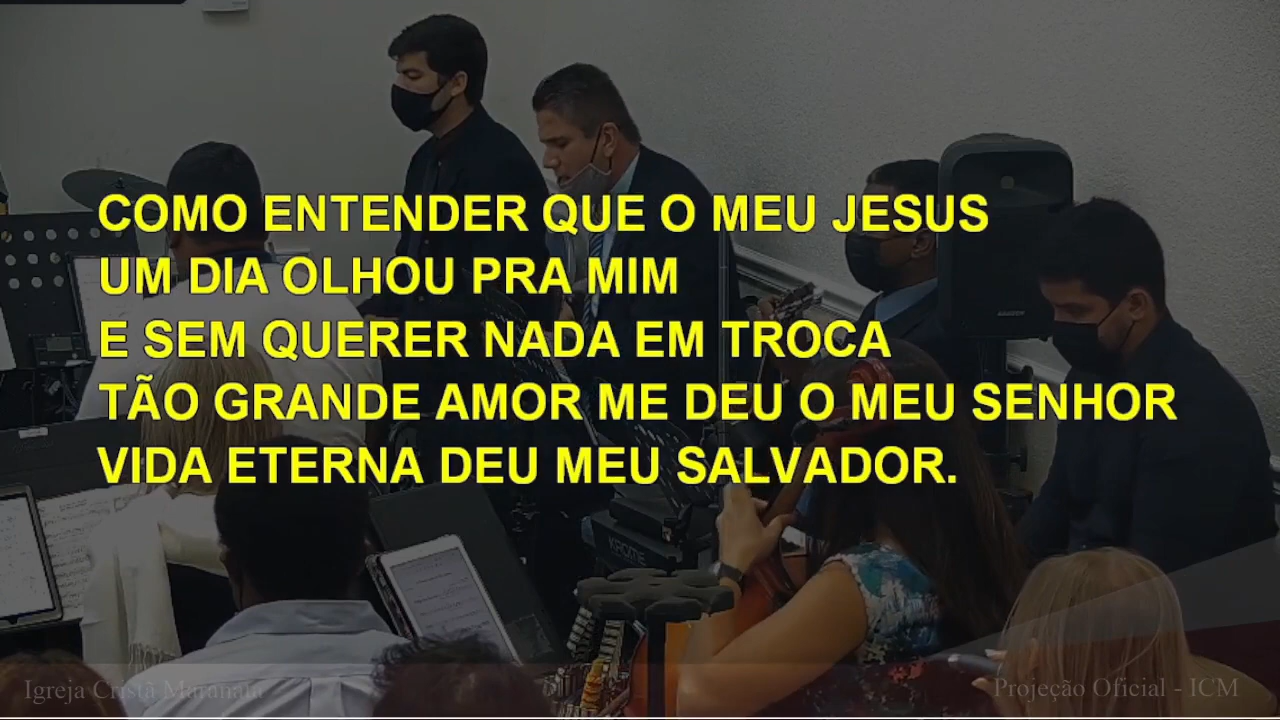 COMO ENTENDER QUE O MEU JESUS
UM DIA OLHOU PRA MIM
E SEM QUERER NADA EM TROCA
TÃO GRANDE AMOR ME DEU O MEU SENHOR
VIDA ETERNA DEU MEU SALVADOR.
KROME
Igreja Cristã Maranata
Projeção Oficial - ICM